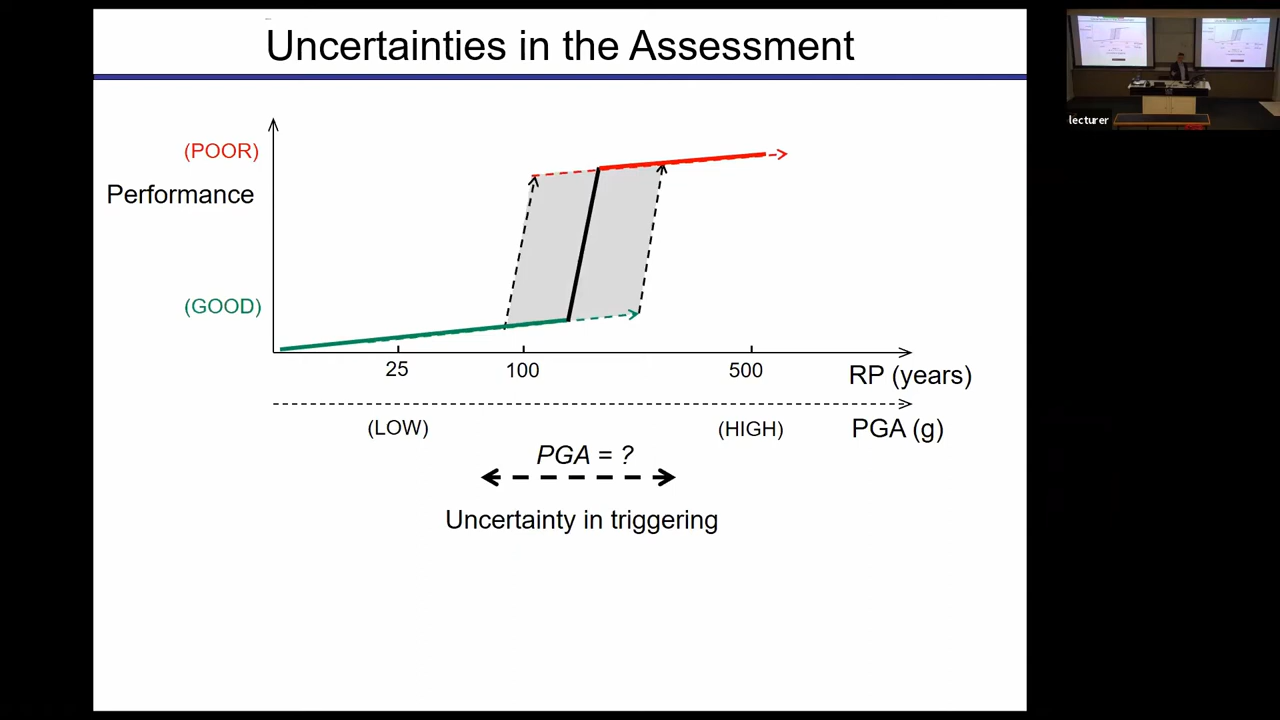 Uncertainties in the Assessment
(POOR)
Performance
(GOOD)
25
100
500
RP (years)
(LOW)
(HIGH)
PGA (g)
PGA = ?
Uncertainty in triggering
lecturer